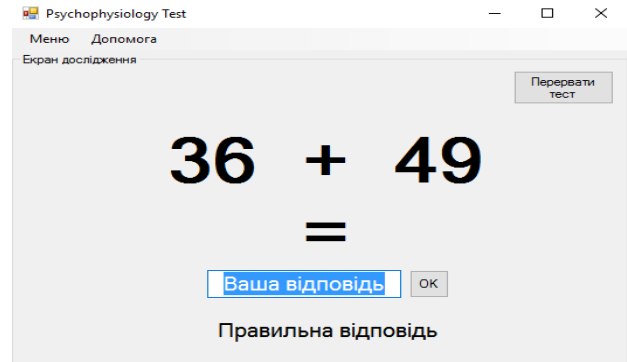 Psychophysiology Test
Меню Допомога
Екран дослідження
Перервати
тест
36 + 49
=
Ваша відповідь OK
Правильна відповідь